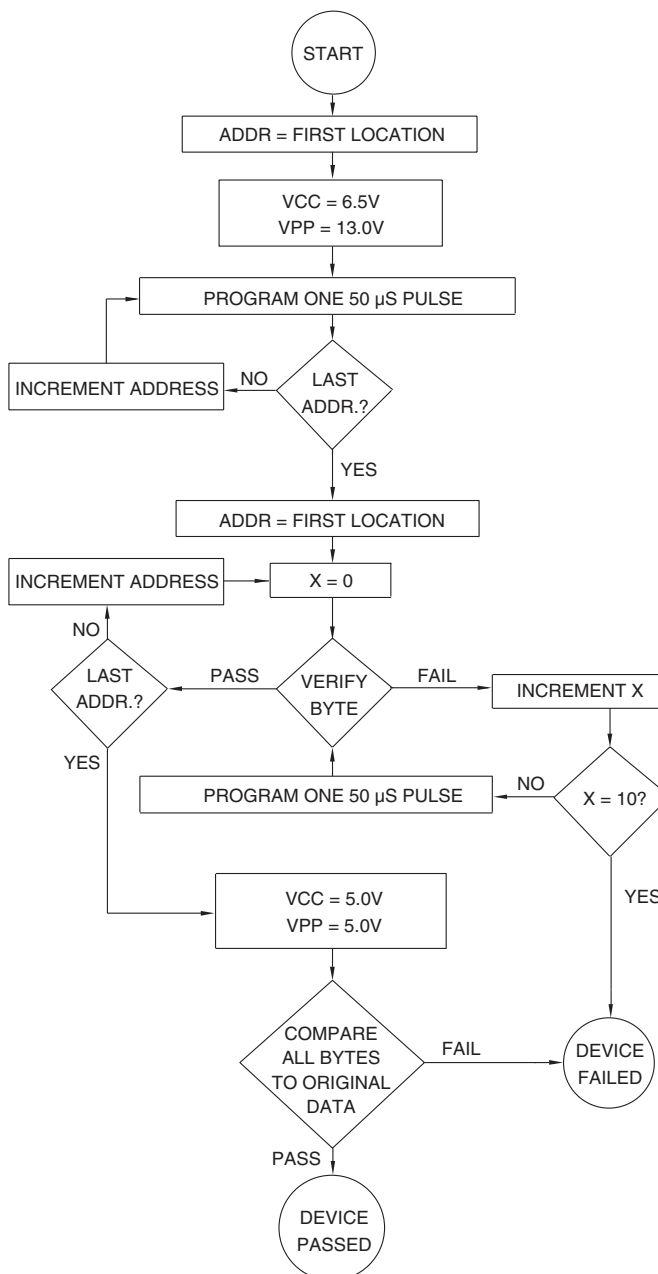 START
ADDR = FIRST LOCATION
VCC = 6.5V
VPP = 13.0V
PROGRAM ONE 50 µS PULSE
INCREMENT ADDRESS
NO
LAST
ADDR.?
YES
ADDR = FIRST LOCATION
INCREMENT ADDRESS
X = 0
NO
LAST
ADDR.?
PASS
VERIFY
BYTE
FAIL
INCREMENT X
YES
PROGRAM ONE 50 µS PULSE
NO
X = 10?
VCC = 5.0V
VPP = 5.0V
YES
COMPARE
ALL BYTES
TO ORIGINAL
DATA
FAIL
DEVICE
FAILED
PASS
DEVICE
PASSED